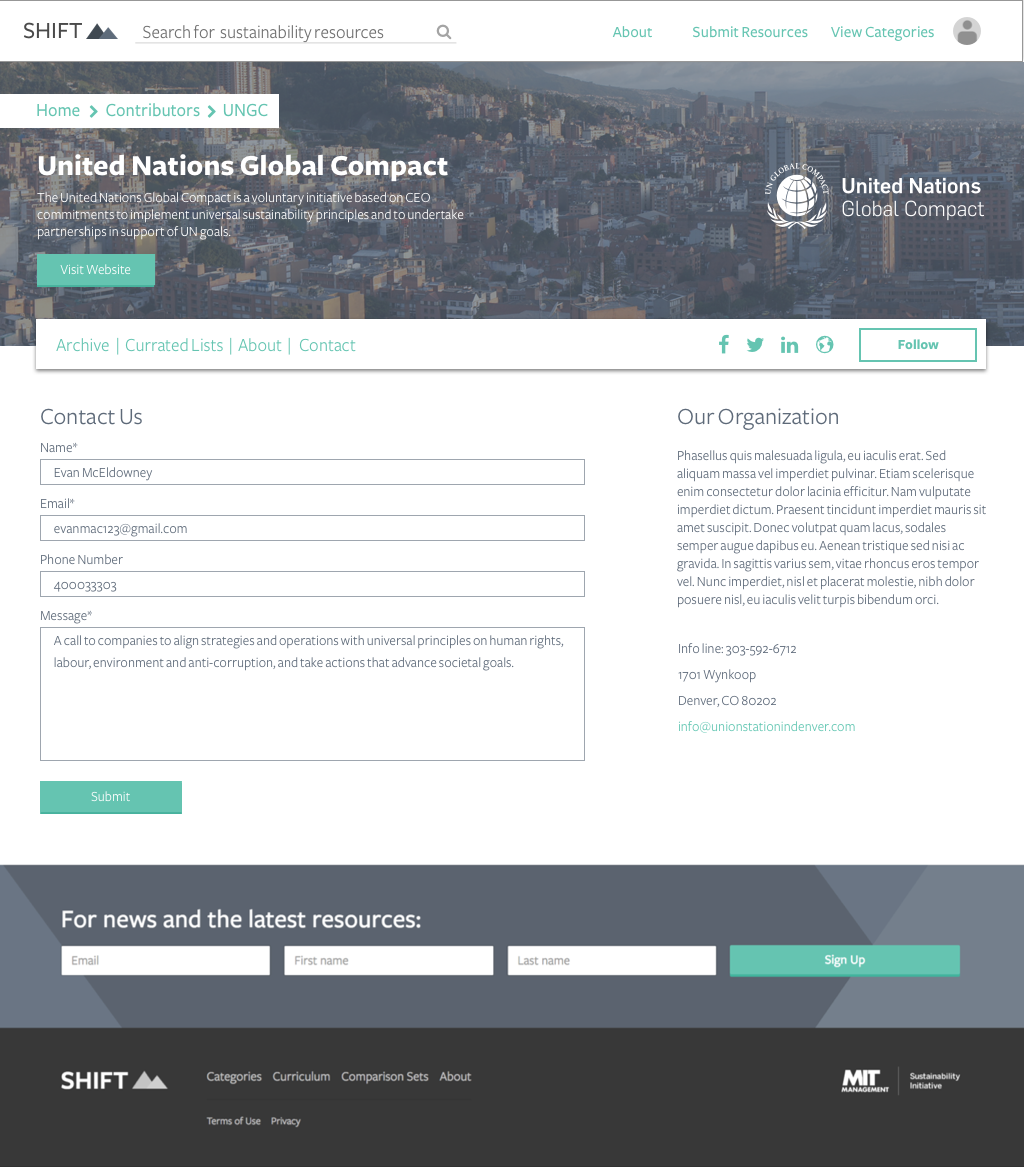 SHIFT
Search for sustainability resources
About
Submit Resources
View Categories
Home
Contributors
UNGC
United Nations Global Compact
The United Nations Global Compact is a voluntary initiative based on CEO
commitments to implement universal sustainability principles and to undertake
partnerships in support of UN goals.
Visit Website
UN GLOBAL COMPACT
United Nations
Global Compact
Archive | Currated Lists | About | Contact
Follow
Contact Us
Name*
Evan McEldowney
Email*
evanmac123@gmail.com
Phone Number
400033303
Message*
A call to companies to align strategies and operations with universal principles on human rights,
labour, environment and anti-corruption, and take actions that advance societal goals.
Submit
Our Organization
Phasellus quis malesuada ligula, eu iaculis erat. Sed
aliquam massa vel imperdiet pulvinar. Etiam scelerisque
enim consectetur dolor lacinia efficitur. Nam vulputate
imperdiet dictum. Praesent tincidunt imperdiet mauris sit
amet suscipit. Donec volutpat quam lacus, sodales
semper augue dapibus eu. Aenean tristique sed nisi ac
gravida. In sagittis varius sem, vitae rhoncus eros tempor
vel. Nunc imperdiet, nisl et placerat molestie, nibh dolor
posuere nisl, eu iaculis velit turpis bibendum orci.
Info line: 303-592-6712
1701 Wynkoop
Denver, CO 80202
info@unionstationindenver.com
For news and the latest resources:
Email
First name
Last name
Sign Up
SHIFT
Categories
Curriculum
Comparison Sets
About
Terms of Use
Privacy
MIT
MANAGEMENT
Sustainability
Initiative